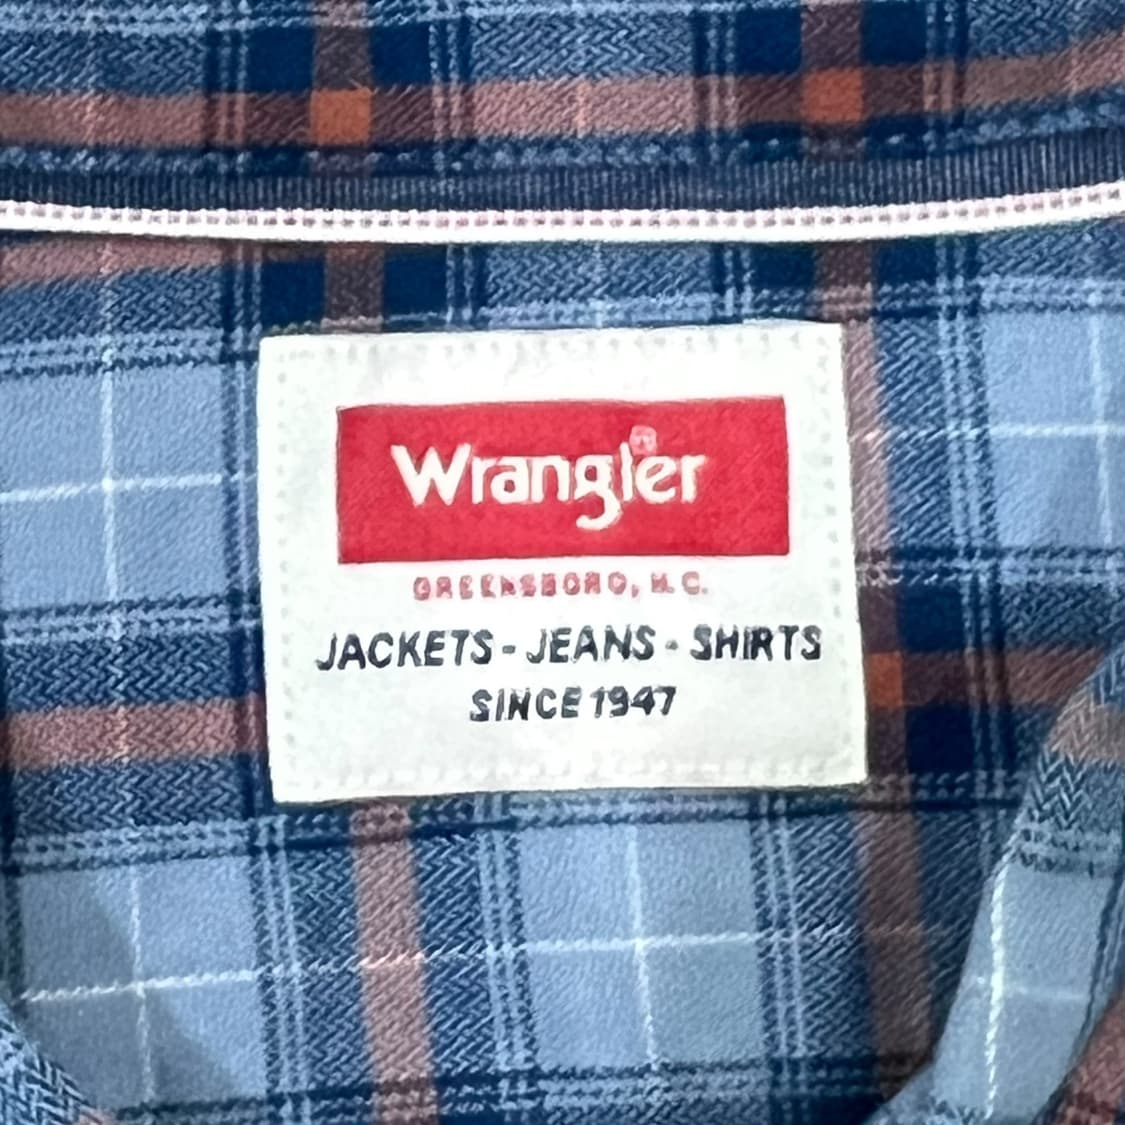 Wrangler
GREENSBORO, N.C.
JACKETS - JEANS - SHIRTS
SINCE 1947